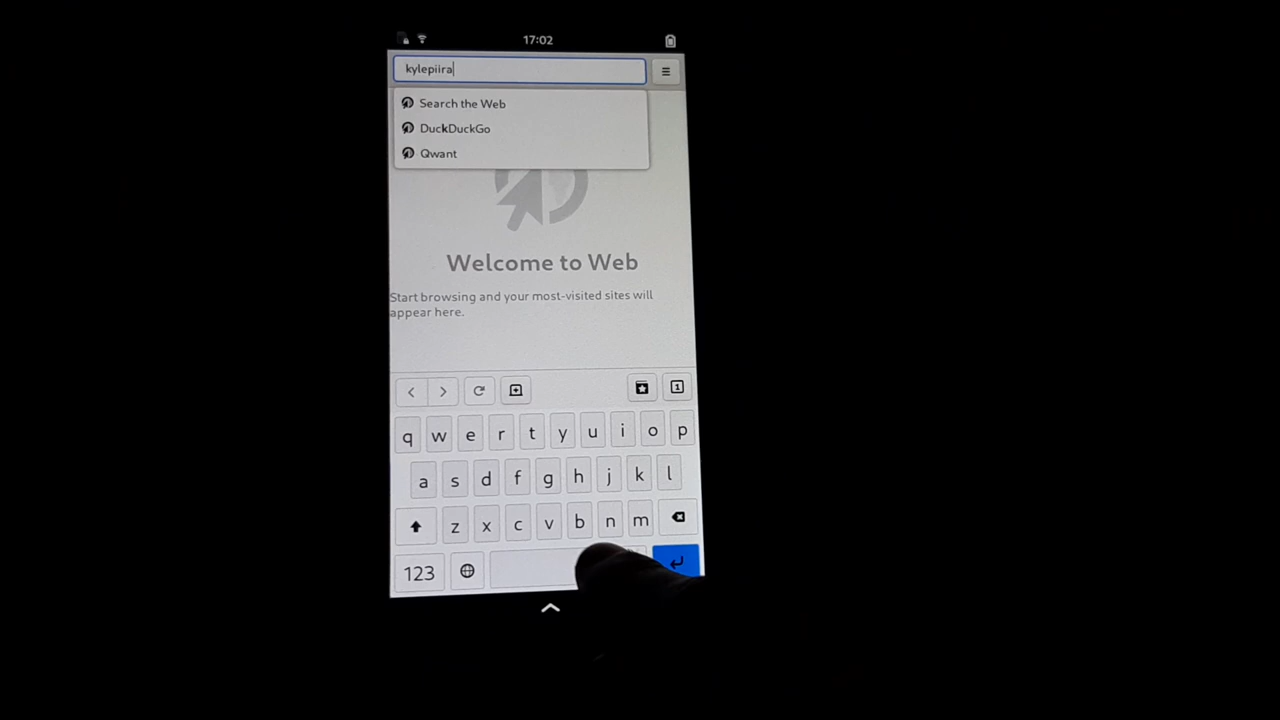 17:02
kylepiira
Search the Web
DuckDuckGo
Qwant
Welcome to Web
Start browsing and your most-visited sites will
appear here.
1
q w e r t y u i o p
a s d f g h j k l
z x c v b n m
123